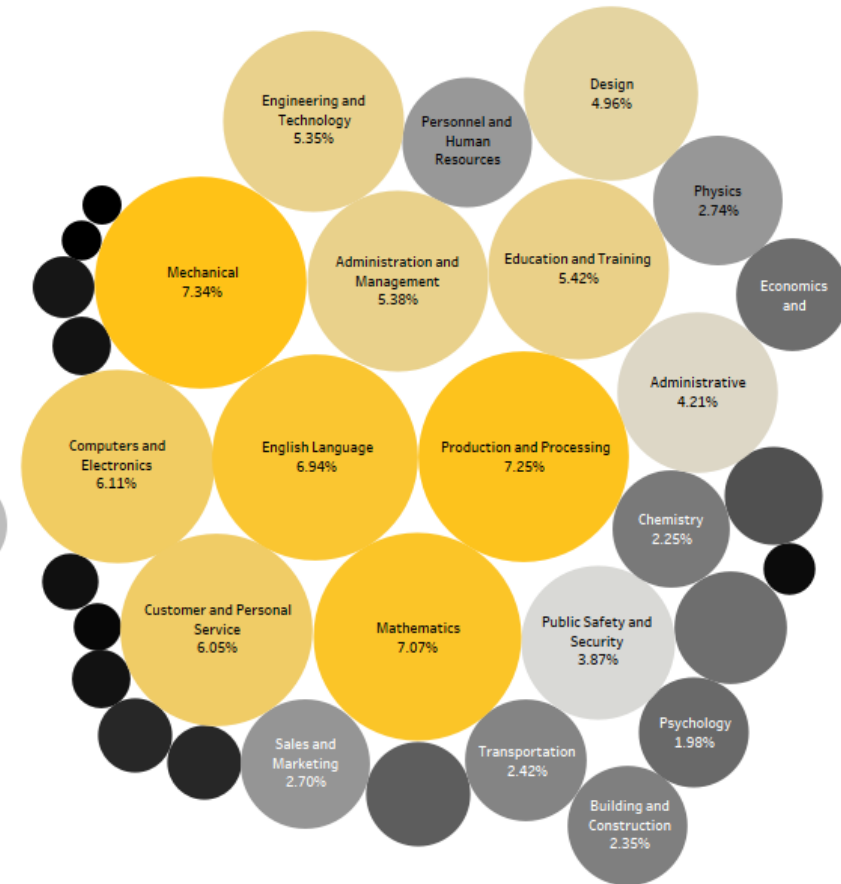 Design
4.96%
Engineering and
Technology
5.35%
Personnel and
Human
Resources
Physics
2.74%
Mechanical
7.34%
Administration and
Management
5.38%
Education and Training
5.42%
Economics
and
Administrative
4.21%
Computers and
Electronics
6.11%
English Language
6.94%
Production and Processing
7.25%
Chemistry
2.25%
Customer and Personal
Service
6.05%
Mathematics
7.07%
Public Safety and
Security
3.87%
Psychology
1.98%
Sales and
Marketing
2.70%
Transportation
2.42%
Building and
Construction
2.35%